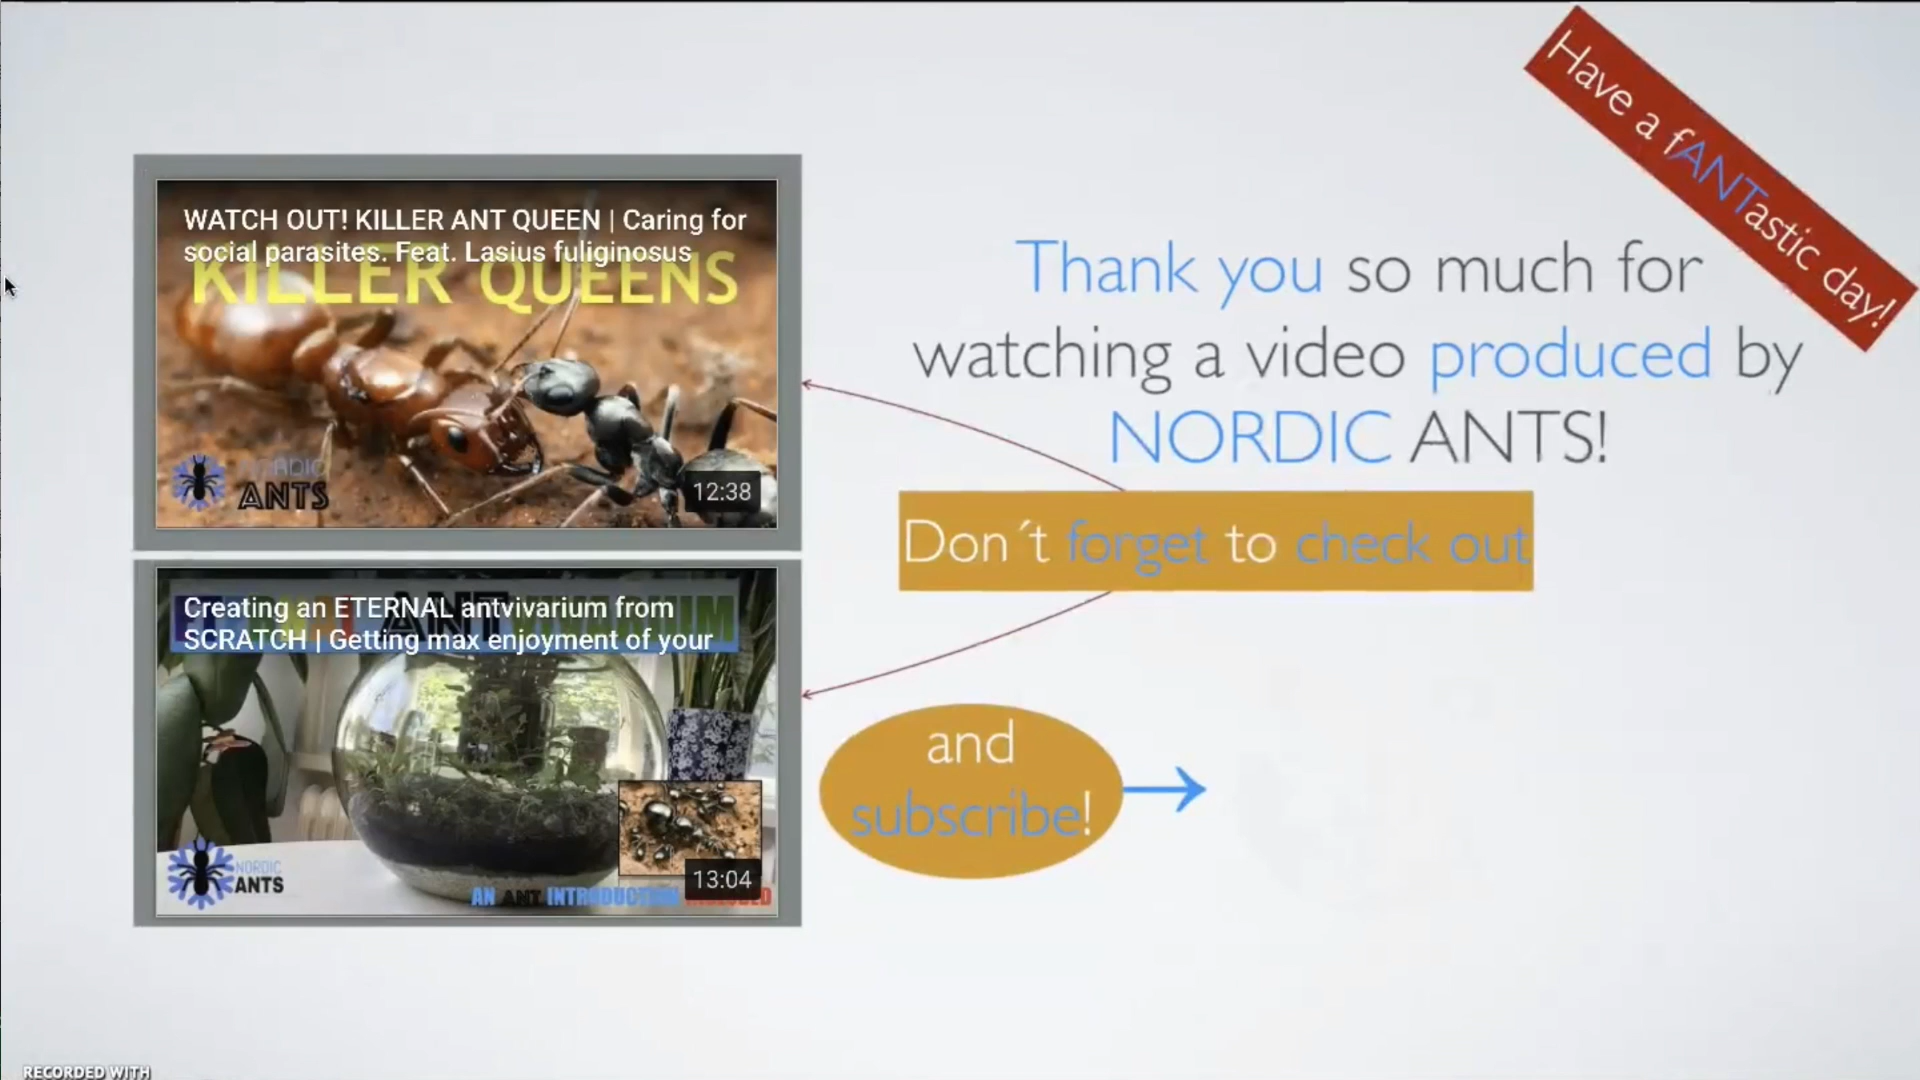 Have a fANTastic day!
WATCH OUT! KILLER ANT QUEEN | Caring for
social parasites. Feat. Lasius fuliginosus
KILLER QUEENS
NORDIC
ANTS
12:38
Thank you so much for
watching a video produced by
NORDIC ANTS!
Don´t forget to check out
Creating an ETERNAL antvivarium from
SCRATCH | Getting max enjoyment of your
NORDIC
ANTS
13:04
AN ANT INTRODUCTION INCLUDED
and
subscribe!
RECORDED WITH